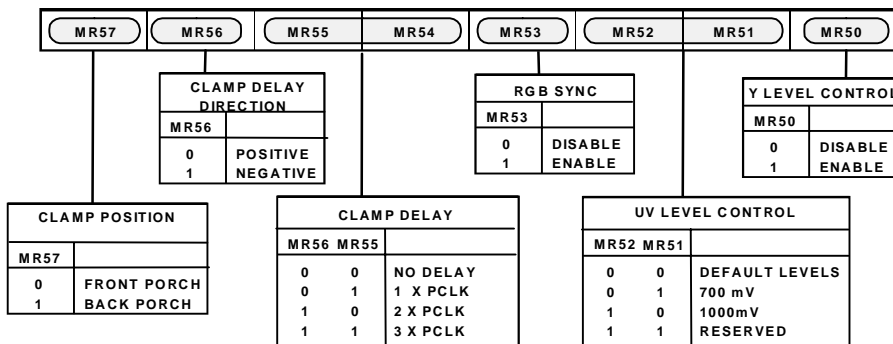 MR57 MR56 MR55 MR54 MR53 MR52 MR51 MR50
CLAMP DELAY
DIRECTION
MR56
0 POSITIVE
1 NEGATIVE
RGB SYNC
MR53
0 DISABLE
1 ENABLE
Y LEVEL CONTROL
MR50
0 DISABLE
1 ENABLE
CLAMP POSITION
MR57
0 FRONT PORCH
1 BACK PORCH
CLAMP DELAY
MR56 MR55
0 0 NO DELAY
0 1 1 X PCLK
1 0 2 X PCLK
1 1 3 X PCLK
UV LEVEL CONTROL
MR52 MR51
0 0 DEFAULT LEVELS
0 1 700 mV
1 0 1000mV
1 1 RESERVED